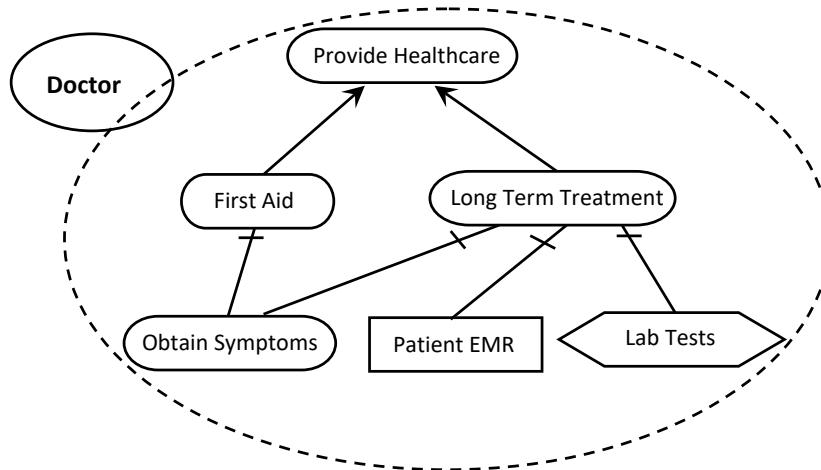 Provide Healthcare
Doctor
First Aid
Long Term Treatment
Obtain Symptoms
Patient EMR
Lab Tests